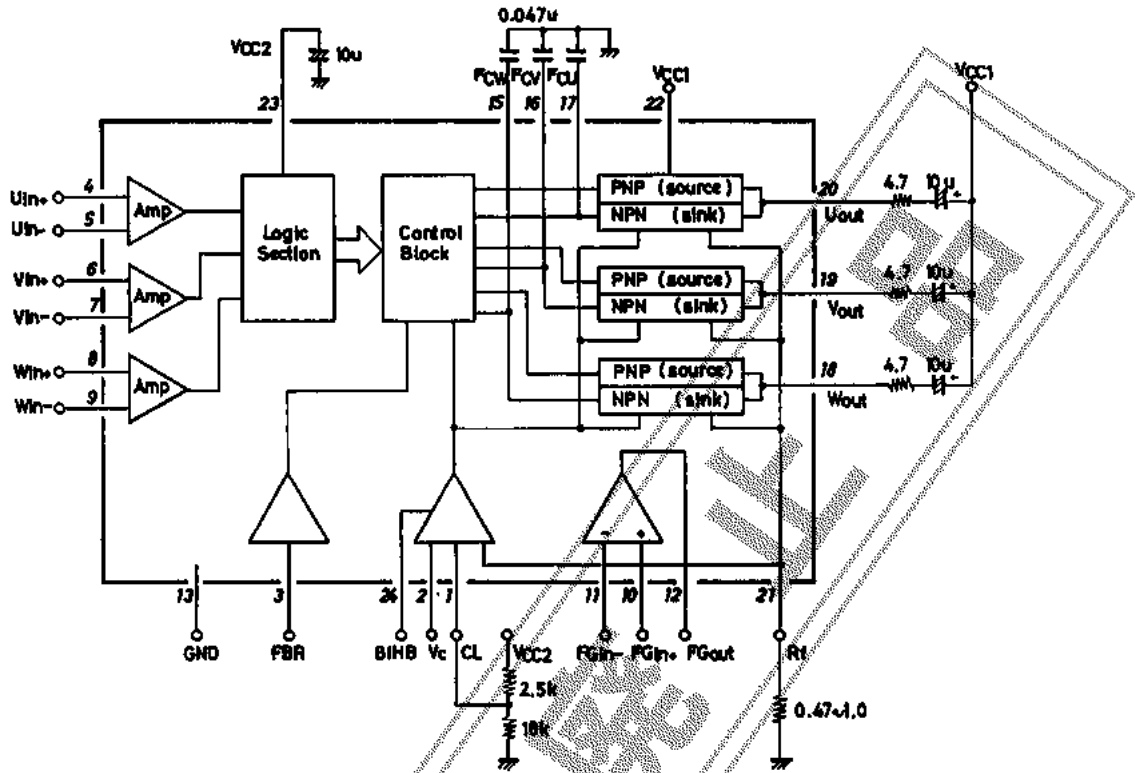 0.047u
VCC2
10u
FCW FCV FCU
VCC1
VCC1
23
15 16 17
22
Uin+ 4
Uin- 5
Amp
Vin+ 6
Vin- 7
Amp
Win+ 8
Win- 9
Amp
Logic
Section
Control
Block
PNP (source)
NPN (sink)
20
Uout
4.7
10u
+
PNP (source)
NPN (sink)
19
Vout
4.7
10u
+
PNP (source)
NPN (sink)
18
Wout
4.7
10u
+
- +
13 3 24 2 1 11 10 12 21
GND FBR BIHB Vc CL VCC2 FGin- FGin+ FGout Rf
2.5k
0.47~1.0